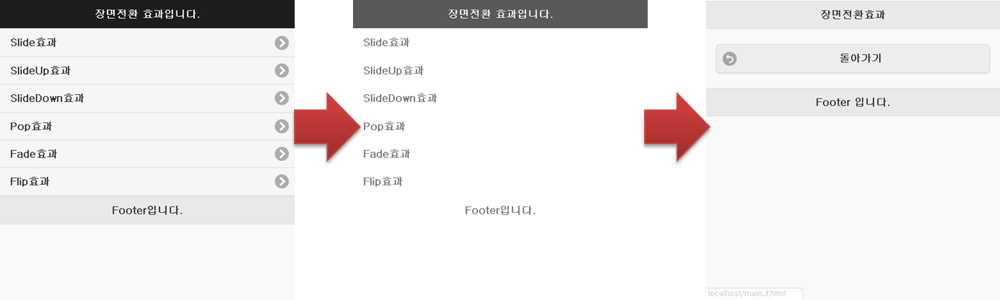 장면전환 효과입니다.
Slide효과
SlideUp효과
SlideDown효과
Pop효과
Fade효과
Flip효과
Footer입니다.
장면전환 효과입니다.
Slide효과
SlideUp효과
SlideDown효과
Pop효과
Fade효과
Flip효과
Footer입니다.
장면전환효과
돌아가기
Footer 입니다.
localhost/main_t.html